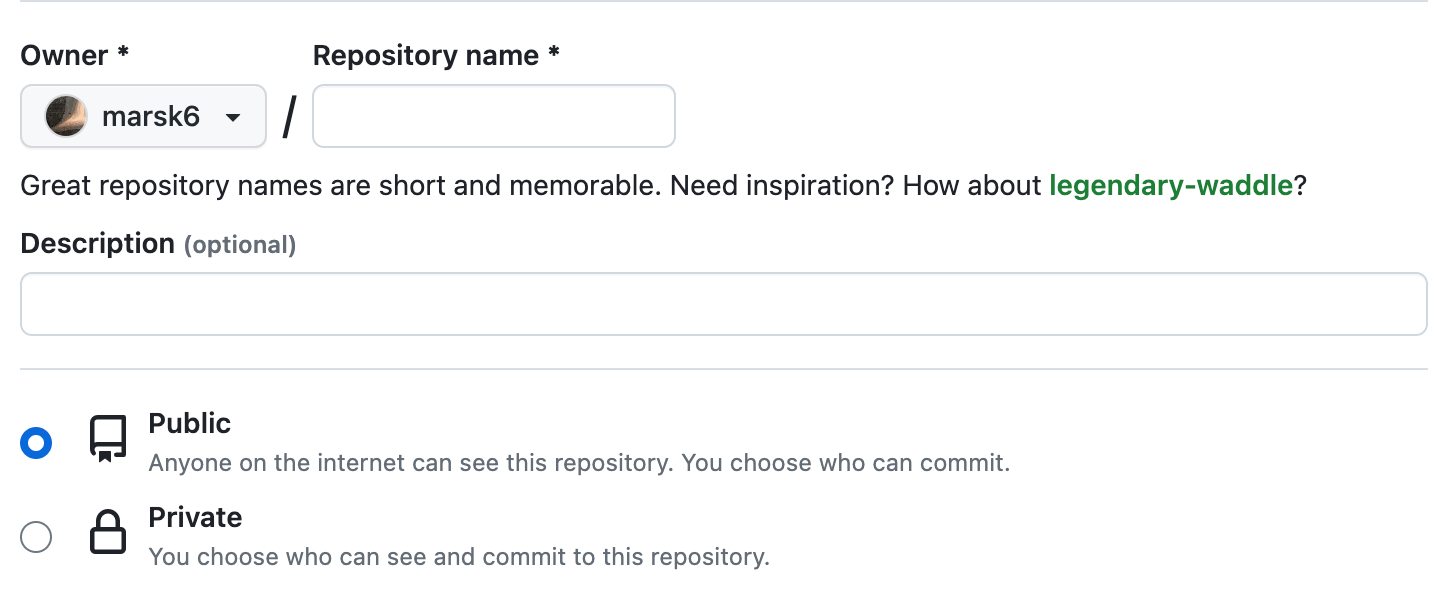 Owner * Repository name *
marsk6 /
Great repository names are short and memorable. Need inspiration? How about legendary-waddle?
Description (optional)
Public
Anyone on the internet can see this repository. You choose who can commit.
Private
You choose who can see and commit to this repository.